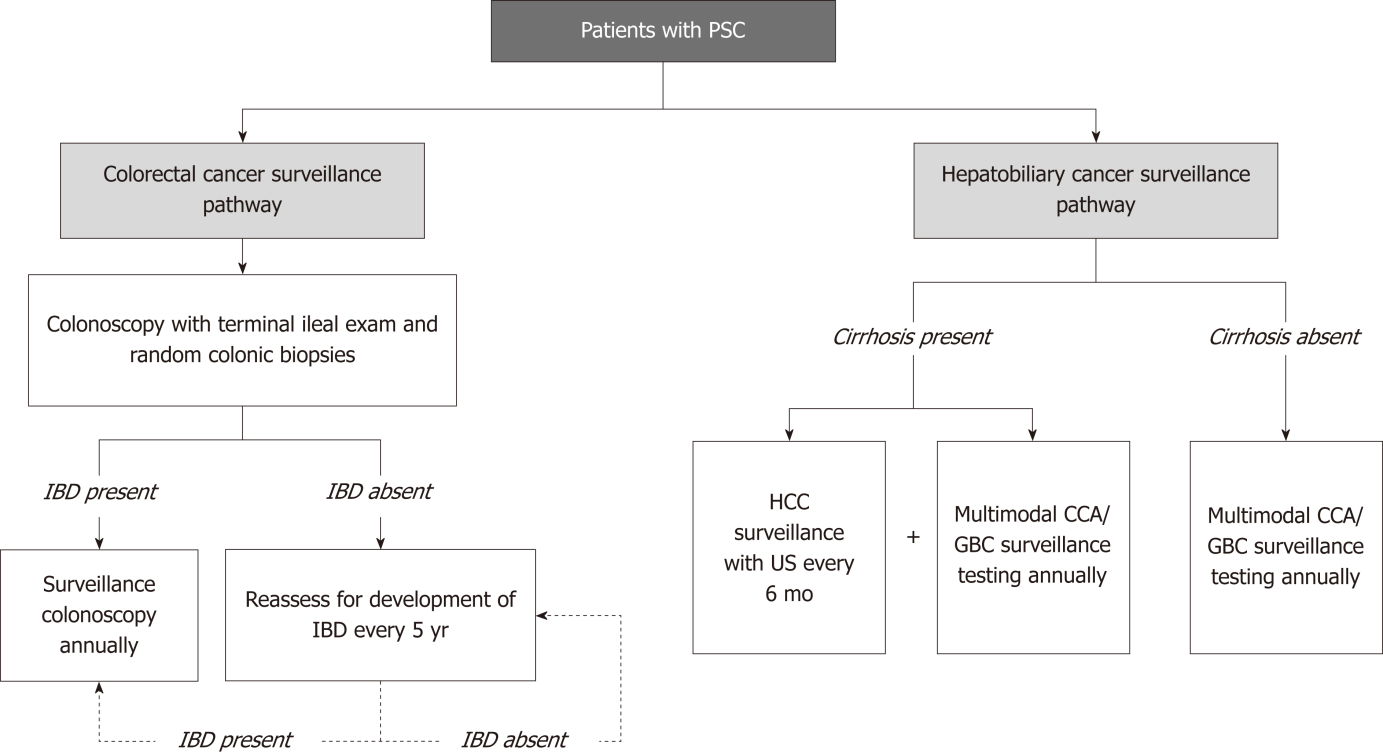 Patients with PSC
Colorectal cancer surveillance
pathway
Hepatobiliary cancer surveillance
pathway
Colonoscopy with terminal ileal exam and
random colonic biopsies
Cirrhosis present
Cirrhosis absent
IBD present
IBD absent
HCC
surveillance
with US every
6 mo
+
Multimodal CCA/
GBC surveillance
testing annually
Multimodal CCA/
GBC surveillance
testing annually
Surveillance
colonoscopy
annually
Reassess for development of
IBD every 5 yr
IBD present
IBD absent